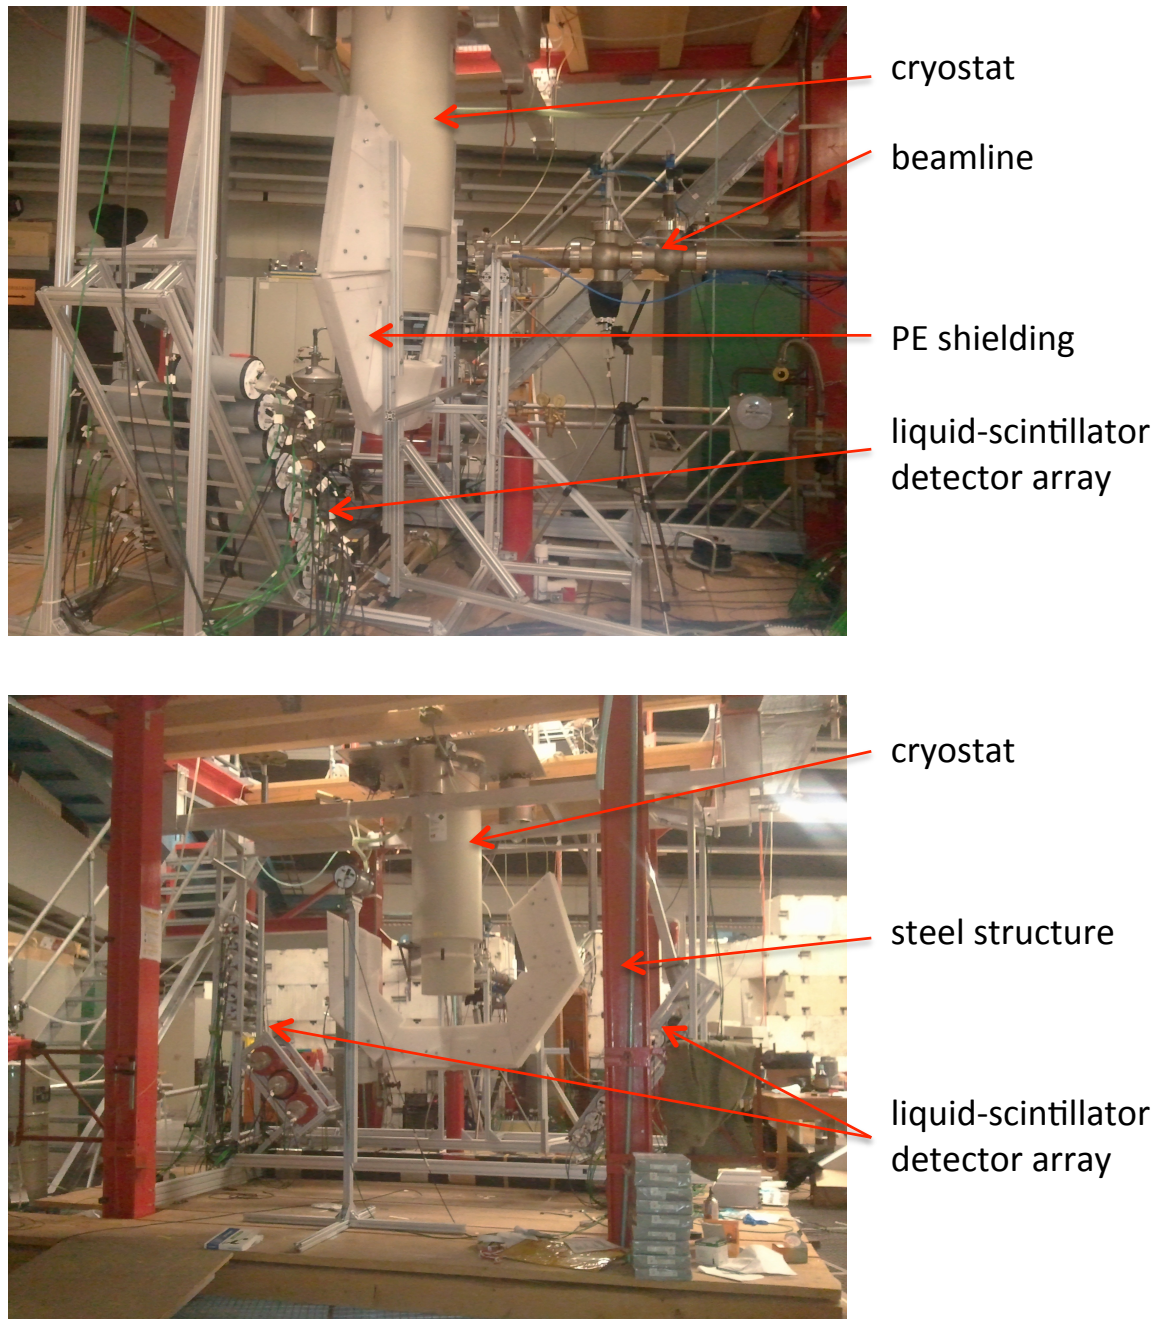 cryostat
beamline
PE shielding
liquid-scintillator
detector array
cryostat
steel structure
liquid-scintillator
detector array